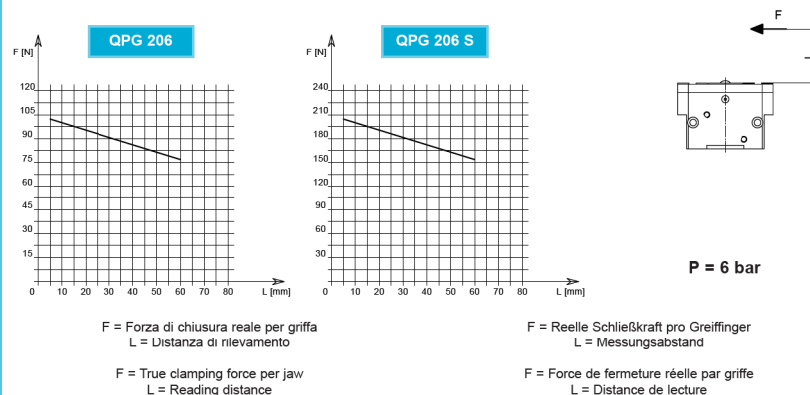 QPG 206
F [N]
120
105
90
75
60
45
30
15
0 10 20 30 40 50 60 70 80 L [mm]
QPG 206 S
F [N]
240
210
180
150
120
90
60
30
0 10 20 30 40 50 60 70 80 L [mm]
F
P = 6 bar
F = Forza di chiusura reale per griffa
L = Distanza di rilevamento
F = True clamping force per jaw
L = Reading distance
F = Reelle Schließkraft pro Greiffinger
L = Messungsabstand
F = Force de fermeture réelle par griffe
L = Distance de lecture